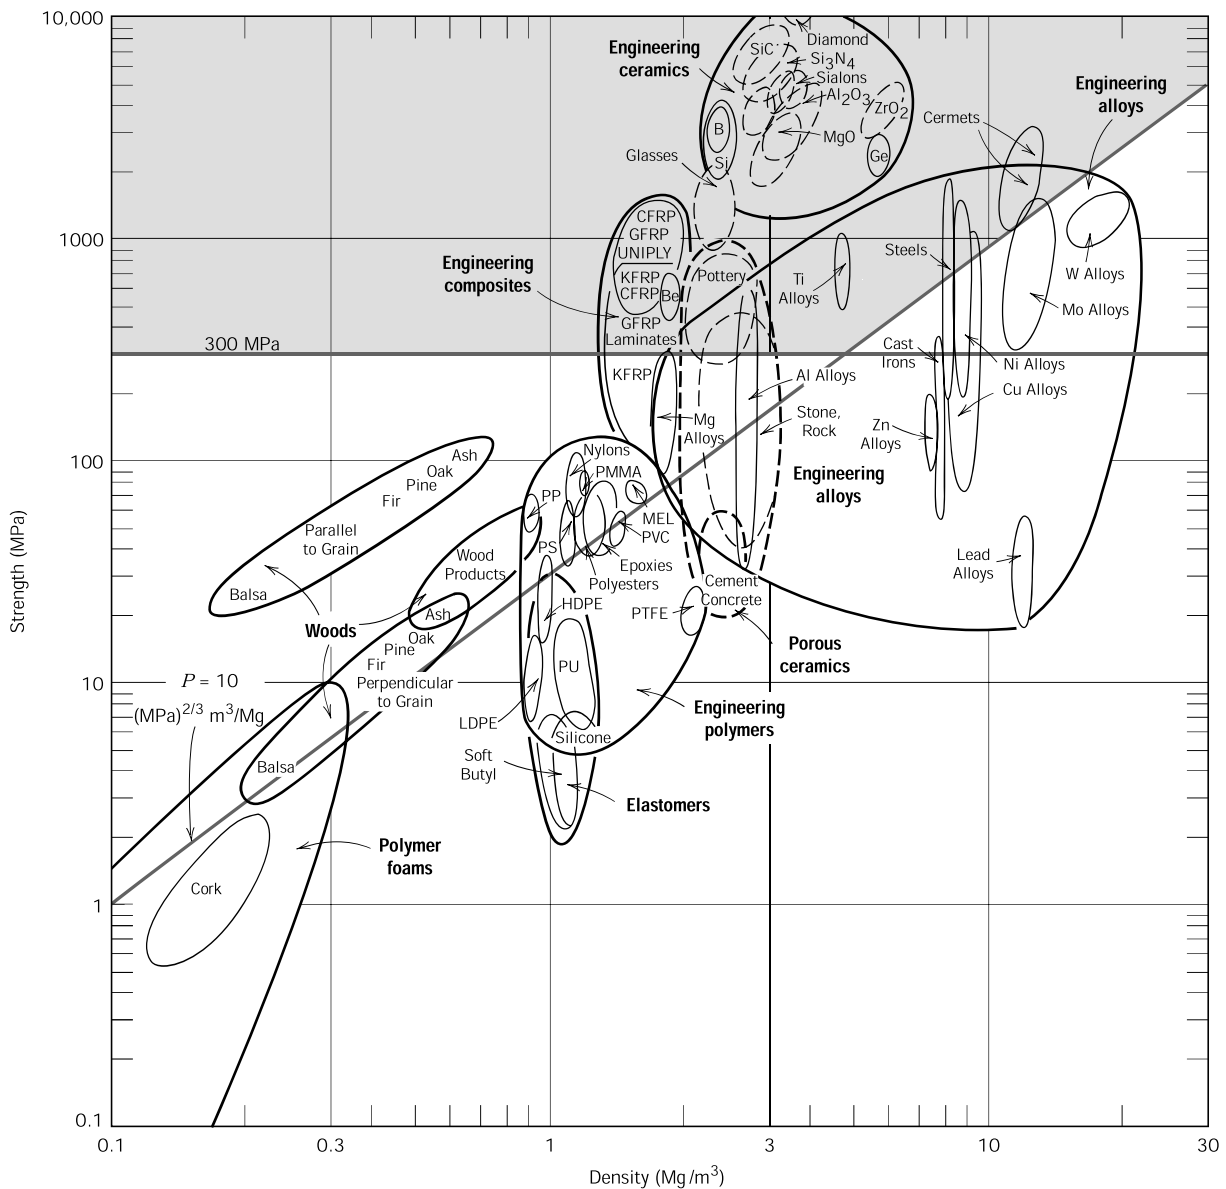 10,000
1000
100
10
1
0.1
Strength (MPa)
0.1
0.3
1
3
10
30
Density (Mg/m³)
Engineering
ceramics
SiC
Diamond
Si₃N₄
Sialons
Al₂O₃
ZrO₂
MgO
B
Si
Ge
Glasses
Cermets
Engineering
alloys
CFRP
GFRP
UNIPLY
KFRP
CFRP
Be
GFRP
Laminates
KFRP
Engineering
composites
Pottery
Ti
Alloys
Steels
W Alloys
Mo Alloys
300 MPa
Cast
Irons
Ni Alloys
Cu Alloys
Al Alloys
Mg
Alloys
Stone,
Rock
Zn
Alloys
Engineering
alloys
Ash
Oak
Pine
Fir
Parallel
to Grain
Balsa
Nylons
PMMA
PP
MEL
PVC
PS
Epoxies
Polyesters
Wood
Products
Lead
Alloys
Cement
Concrete
HDPE
PTFE
Woods
Ash
Oak
Pine
Fir
Perpendicular
to Grain
Porous
ceramics
PU
P = 10
(MPa)²ᐟ³ m³/Mg
LDPE
Engineering
polymers
Silicone
Soft
Butyl
Balsa
Elastomers
Polymer
foams
Cork